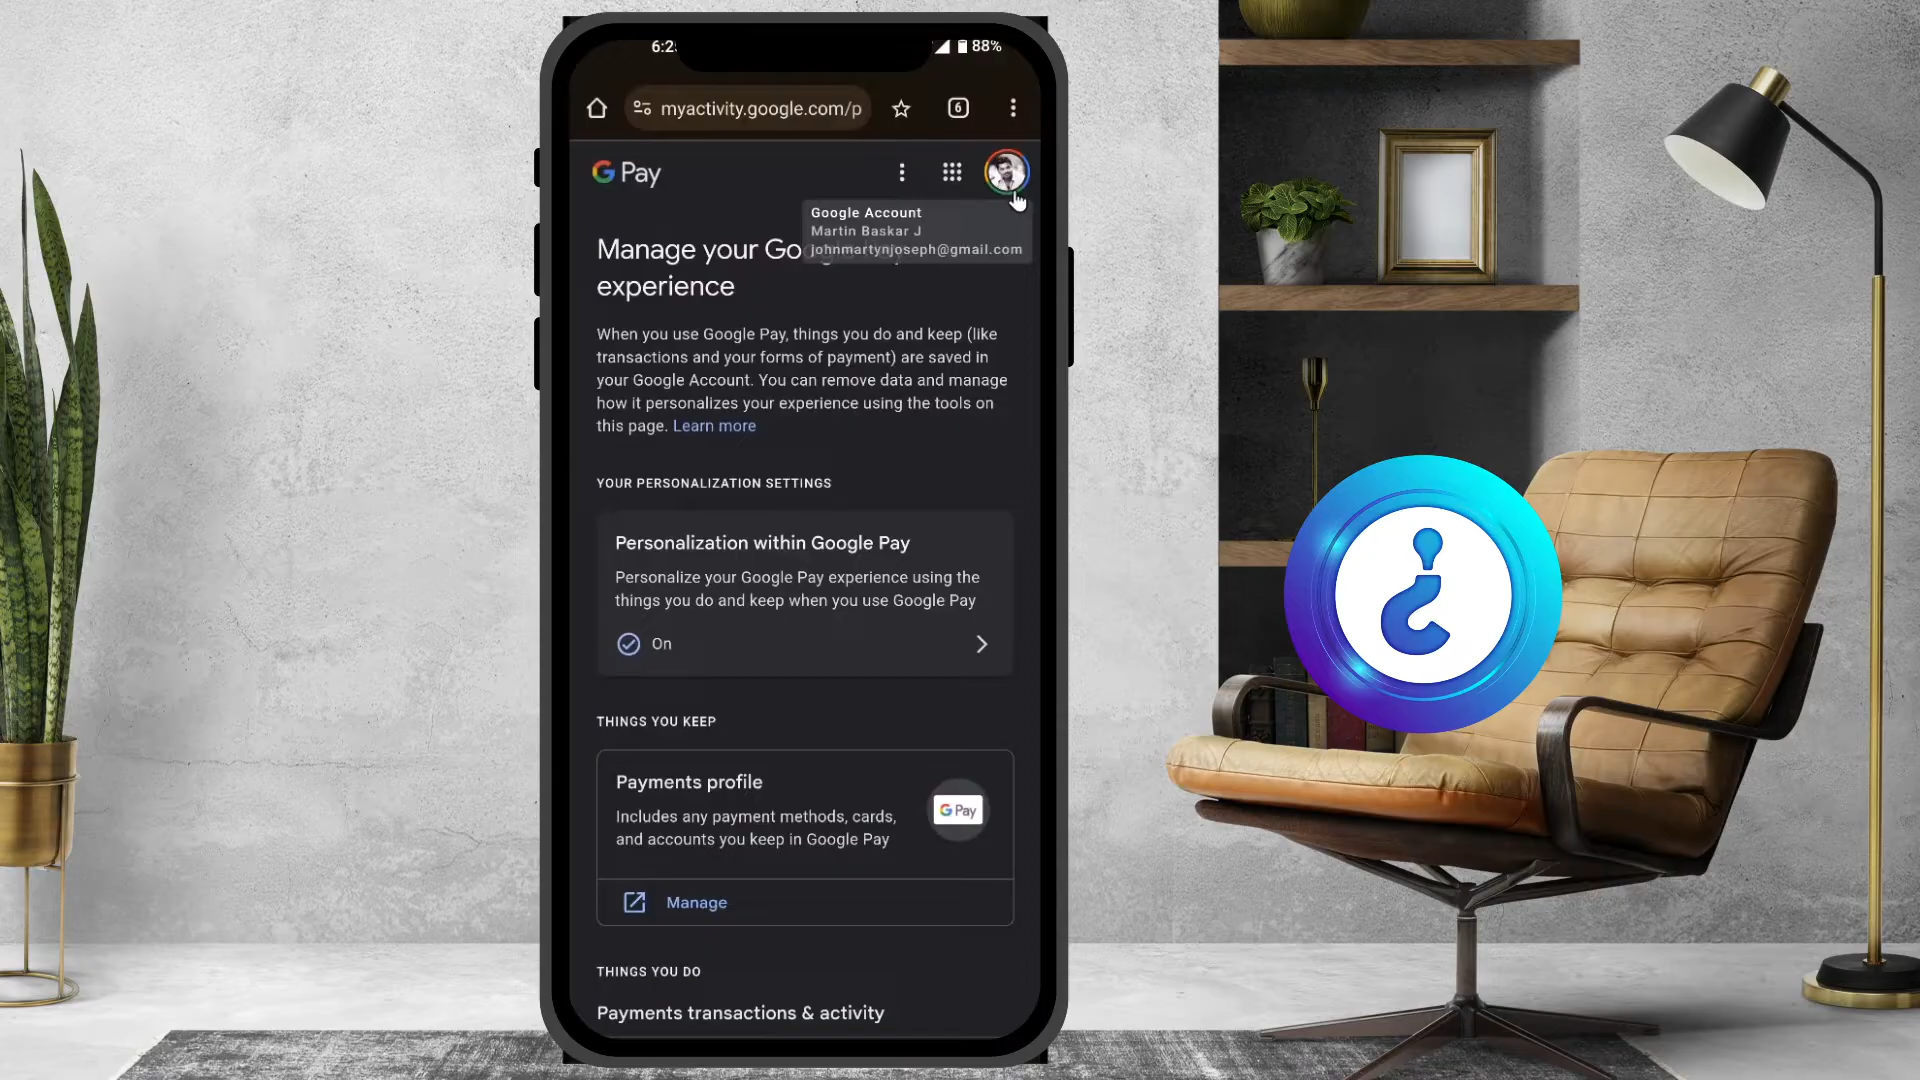 6:2
88%
myactivity.google.com/p
6
G Pay
Google Account
Martin Baskar J
johnmartynjoseph@gmail.com
Manage your Go
experience
When you use Google Pay, things you do and keep (like
transactions and your forms of payment) are saved in
your Google Account. You can remove data and manage
how it personalizes your experience using the tools on
this page. Learn more
YOUR PERSONALIZATION SETTINGS
Personalization within Google Pay
Personalize your Google Pay experience using the
things you do and keep when you use Google Pay
On
THINGS YOU KEEP
Payments profile
Includes any payment methods, cards,
and accounts you keep in Google Pay
G Pay
Manage
THINGS YOU DO
Payments transactions & activity